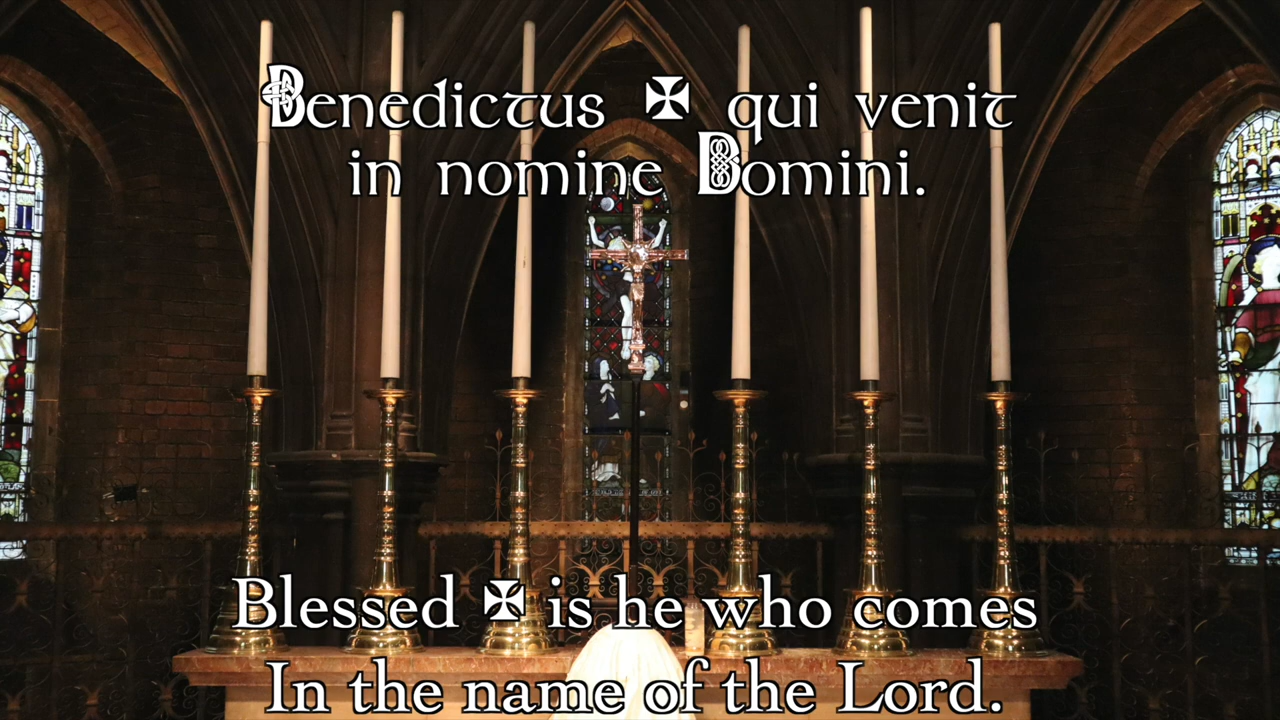 Benedictus ✠ qui venit
in nomine Domini.
Blessed ✠ is he who comes
In the name of the Lord.